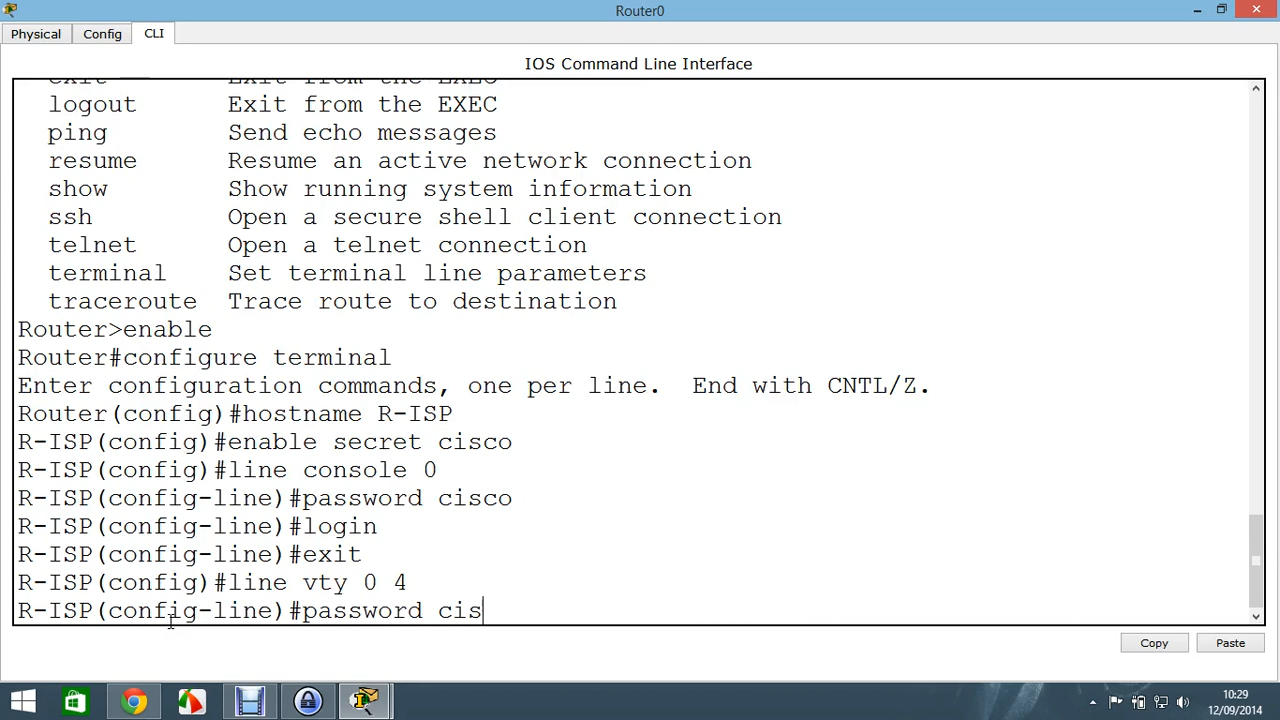 Router0
Physical Config CLI
IOS Command Line Interface
exit Exit from the EXEC
logout Exit from the EXEC
ping Send echo messages
resume Resume an active network connection
show Show running system information
ssh Open a secure shell client connection
telnet Open a telnet connection
terminal Set terminal line parameters
traceroute Trace route to destination
Router>enable
Router#configure terminal
Enter configuration commands, one per line. End with CNTL/Z.
Router(config)#hostname R-ISP
R-ISP(config)#enable secret cisco
R-ISP(config)#line console 0
R-ISP(config-line)#password cisco
R-ISP(config-line)#login
R-ISP(config-line)#exit
R-ISP(config)#line vty 0 4
R-ISP(config-line)#password cis
Copy Paste
10:29
12/09/2014